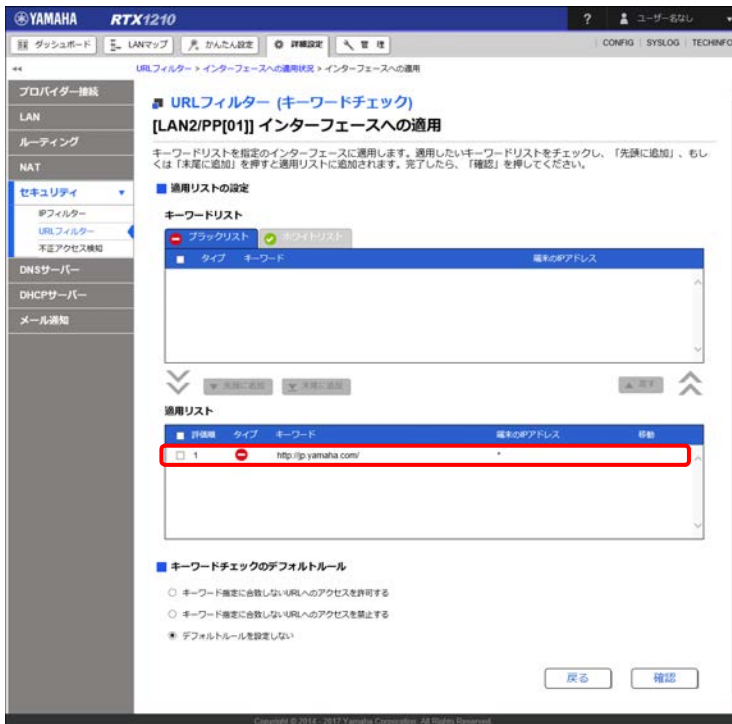 YAMAHA RTX1210 ? ユーザー名なし
ダッシュボード LANマップ かんたん設定 詳細設定 管理 CONFIG SYSLOG TECHINFO
URLフィルター > インターフェースへの適用状況 > インターフェースへの適用
プロバイダー接続
LAN
ルーティング
NAT
セキュリティ
IPフィルター
URLフィルター
不正アクセス検知
DNSサーバー
DHCPサーバー
メール通知
URLフィルター (キーワードチェック)
[LAN2/PP[01]] インターフェースへの適用
キーワードリストを指定のインターフェースに適用します。適用したいキーワードリストをチェックし、「先頭に追加」、もし
くは「末尾に追加」を押すと適用リストに追加されます。完了したら、「確認」を押してください。
適用リストの設定
キーワードリスト
ブラックリスト ホワイトリスト
タイプ キーワード 端末のIPアドレス
先頭に追加 末尾に追加 戻す
適用リスト
評価順 タイプ キーワード 端末のIPアドレス 移動
1 http://jp.yamaha.com/ *
キーワードチェックのデフォルトルール
キーワード指定に合致しないURLへのアクセスを許可する
キーワード指定に合致しないURLへのアクセスを禁止する
デフォルトルールを設定しない
戻る 確認
Copyright © 2014 - 2017 Yamaha Corporation. All Rights Reserved.